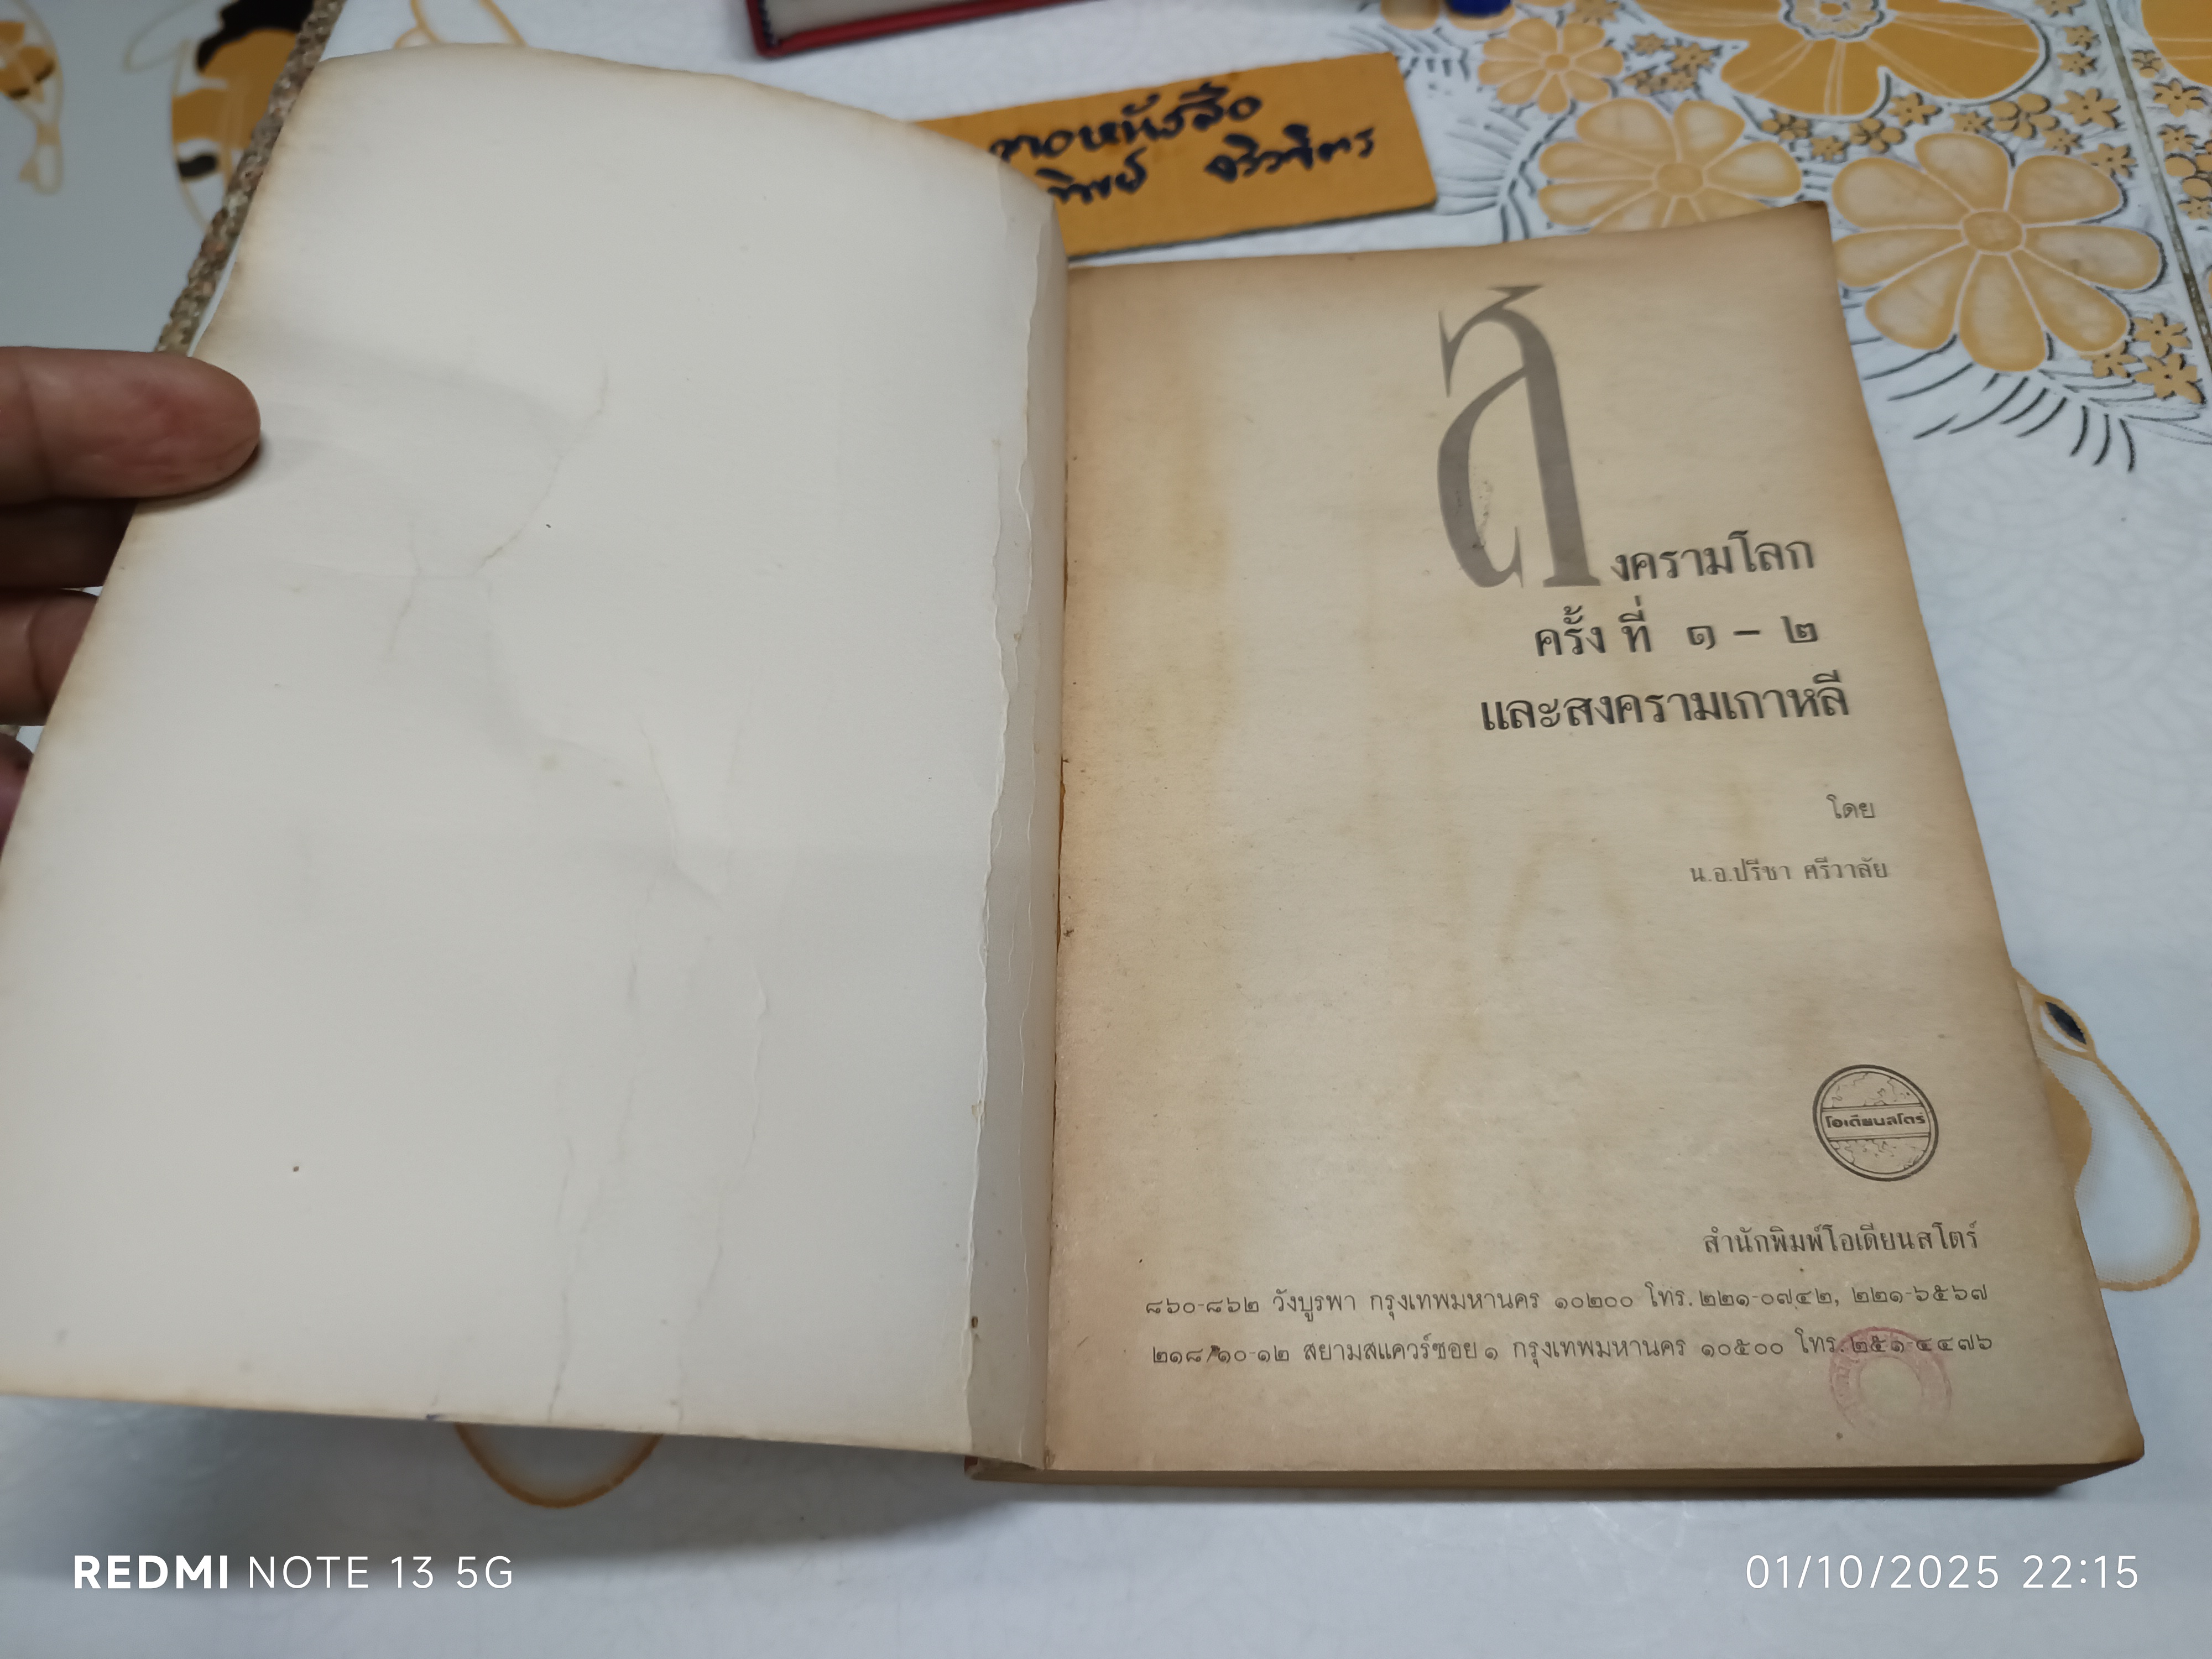 หนังสือ
ทิพย์
สงครามโลก
ครั้งที่ ๑ – ๒
และสงครามเกาหลี
โดย
น.อ.ปรีชา ศรีวาลัย
โอเดียนสโตร์
สำนักพิมพ์โอเดียนสโตร์
๘๖๐-๘๖๒ วังบูรพา กรุงเทพมหานคร ๑๐๒๐๐ โทร. ๒๒๑-๐๗๔๒, ๒๒๑-๖๕๖๗
๒๑๘/๑๐-๑๒ สยามสแควร์ซอย ๑ กรุงเทพมหานคร ๑๐๕๐๐ โทร. ๒๕๑-๔๔๗๖
REDMI NOTE 13 5G
01/10/2025 22:15